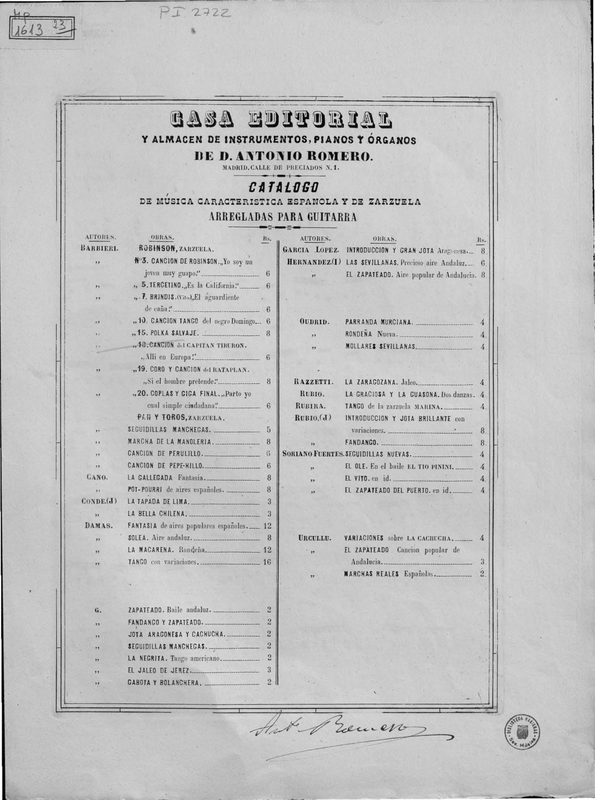 Mp
1613 23
PI 2722
CASA EDITORIAL
Y ALMACEN DE INSTRUMENTOS, PIANOS Y ÓRGANOS
DE D. ANTONIO ROMERO.
MADRID, CALLE DE PRECIADOS N. 1.
CATÁLOGO
DE MÚSICA CARACTERISTICA ESPAÑOLA Y DE ZARZUELA
ARREGLADAS PARA GUITARRA
AUTORES. OBRAS. Rs.
BARBIERI. ROBINSON, ZARZUELA.
„ Nº 3. CANCION DE ROBINSON. „Yo soy un
joven muy guapo." 6
„ „ 5. TERCETINO. „Es la California." 6
„ „ 7. BRINDIS. „El aguardiente
de caña." 6
„ „ 10. CANCION TANGO del negro Domingo. 6
„ „ 15. POLKA SALVAJE. 8
„ „ 18. CANCION del CAPITAN TIBURON.
„Alli en Europa." 6
„ „ 19. CORO Y CANCION del RATAPLAN.
„Si el hombre pretende." 8
„ „ 20. COPLAS Y GIGA FINAL. „Parto yo
cual simple ciudadana." 6
PAN Y TOROS, ZARZUELA.
„ SEGUIDILLAS MANCHEGAS. 5
„ MARCHA DE LA MANOLERIA 8
„ CANCION DE PERULILLO. 6
„ CANCION DE PEPE-HILLO. 6
CANO. LA GALLEGADA Fantasia. 8
„ POT-POURRI de aires españoles. 8
CONDE.(J) LA TAPADA DE LIMA. 3
„ LA BELLA CHILENA. 3
DAMAS. FANTASIA de aires populares españoles. 12
„ SOLEA. Aire andaluz. 8
„ LA MACARENA. Rondeña. 12
„ TANGO con variaciones. 16
G. ZAPATEADO. Baile andaluz. 2
„ FANDANGO Y ZAPATEADO. 2
„ JOTA ARAGONESA Y CACHUCHA. 2
„ SEGUIDILLAS MANCHEGAS. 2
„ LA NEGRITA. Tango americano. 2
„ EL JALEO DE JEREZ. 3
„ GABOTA Y BOLANCHERA. 2
AUTORES. OBRAS. Rs.
GARCIA LOPEZ. INTRODUCCION Y GRAN JOTA Aragonesa. 8
HERNANDEZ(I) LAS SEVILLANAS. Precioso aire Andaluz. 6
„ EL ZAPATEADO. Aire popular de Andalucia. 8
OUDRID. PARRANDA MURCIANA. 4
„ RONDEÑA Nueva. 4
„ MOLLARES SEVILLANAS. 4
RAZZETTI. LA ZARAGOZANA. Jaleo. 4
RUBIO. LA GRACIOSA Y LA GUASONA. Dos danzas. 4
RUBIRA. TANGO de la zarzuela MARINA. 4
RUBIO.(J) INTRODUCCION Y JOTA BRILLANTE con
variaciones. 8
„ FANDANGO. 8
SORIANO FUERTES. SEGUIDILLAS NUEVAS. 4
„ EL OLE. En el baile EL TIO PININI. 4
„ EL VITO. en id. 4
„ EL ZAPATEADO DEL PUERTO. en id. 4
URCULLU. VARIACIONES sobre LA CACHUCHA. 4
„ EL ZAPATEADO Cancion popular de
Andalucia. 3
„ MARCHAS REALES Españolas. 2
Ant. Romero
BIBLIOTECA NACIONAL